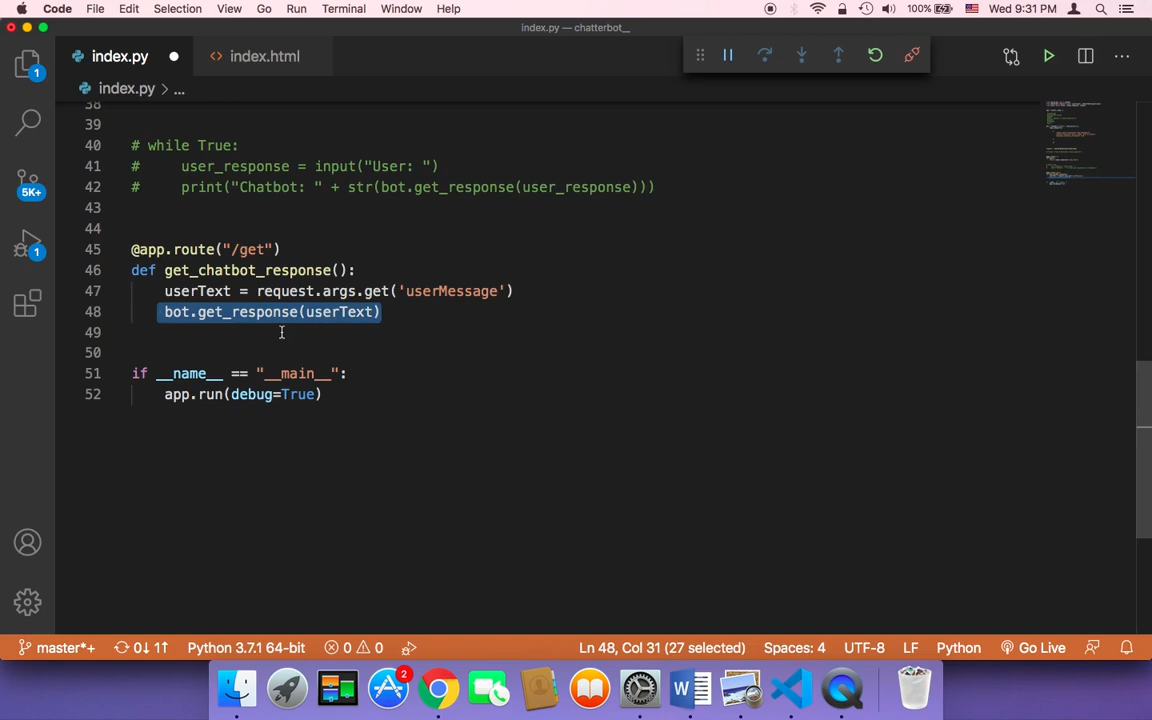 Code File Edit Selection View Go Run Terminal Window Help 100% Wed 9:31 PM
index.py — chatterbot_
index.py index.html
1
index.py > ...
38
39
40 # while True:
41 #     user_response = input("User: ")
42 #     print("Chatbot: " + str(bot.get_response(user_response)))
5K+
43
44
45 @app.route("/get")
1
46 def get_chatbot_response():
47     userText = request.args.get('userMessage')
48     bot.get_response(userText)
49
50
51 if __name__ == "__main__":
52     app.run(debug=True)
master*+ 0↓ 1↑ Python 3.7.1 64-bit 0 0 Ln 48, Col 31 (27 selected) Spaces: 4 UTF-8 LF Python Go Live
2
W